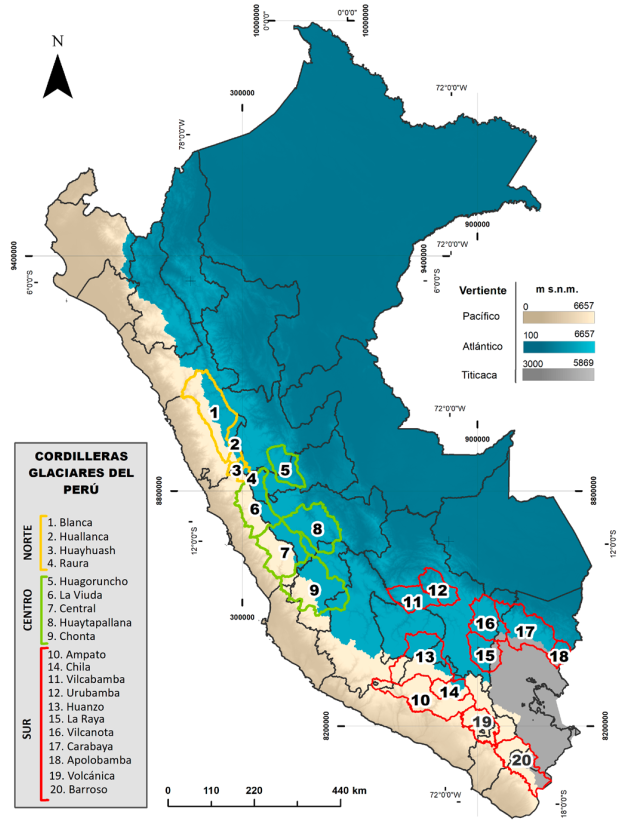 10000000
0°0'0"
10000000
N
300000
72°0'0"W
78°0'0"W
900000
72°0'0"W
9400000
6°0'0"S
9400000
6°0'0"S
Vertiente
m s.n.m.
Pacífico
0
6657
Atlántico
100
6657
Titicaca
3000
5869
72°0'0"W
900000
1
2
3
4
5
6
7
8
9
8800000
12°0'0"S
8800000
12°0'0"S
300000
10
11
12
13
14
15
16
17
18
19
20
8200000
72°0'0"W
18°0'0"S
CORDILLERAS
GLACIARES DEL
PERÚ
NORTE
1. Blanca
2. Huallanca
3. Huayhuash
4. Raura
CENTRO
5. Huagoruncho
6. La Viuda
7. Central
8. Huaytapallana
9. Chonta
SUR
10. Ampato
14. Chila
11. Vilcabamba
12. Urubamba
13. Huanzo
15. La Raya
16. Vilcanota
17. Carabaya
18. Apolobamba
19. Volcánica
20. Barroso
0 110 220 440 km